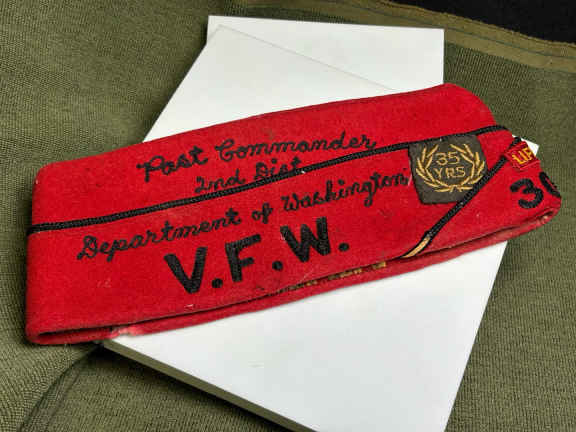 Past Commander
2nd Dist
Department of Washington
V.F.W.
35
YRS